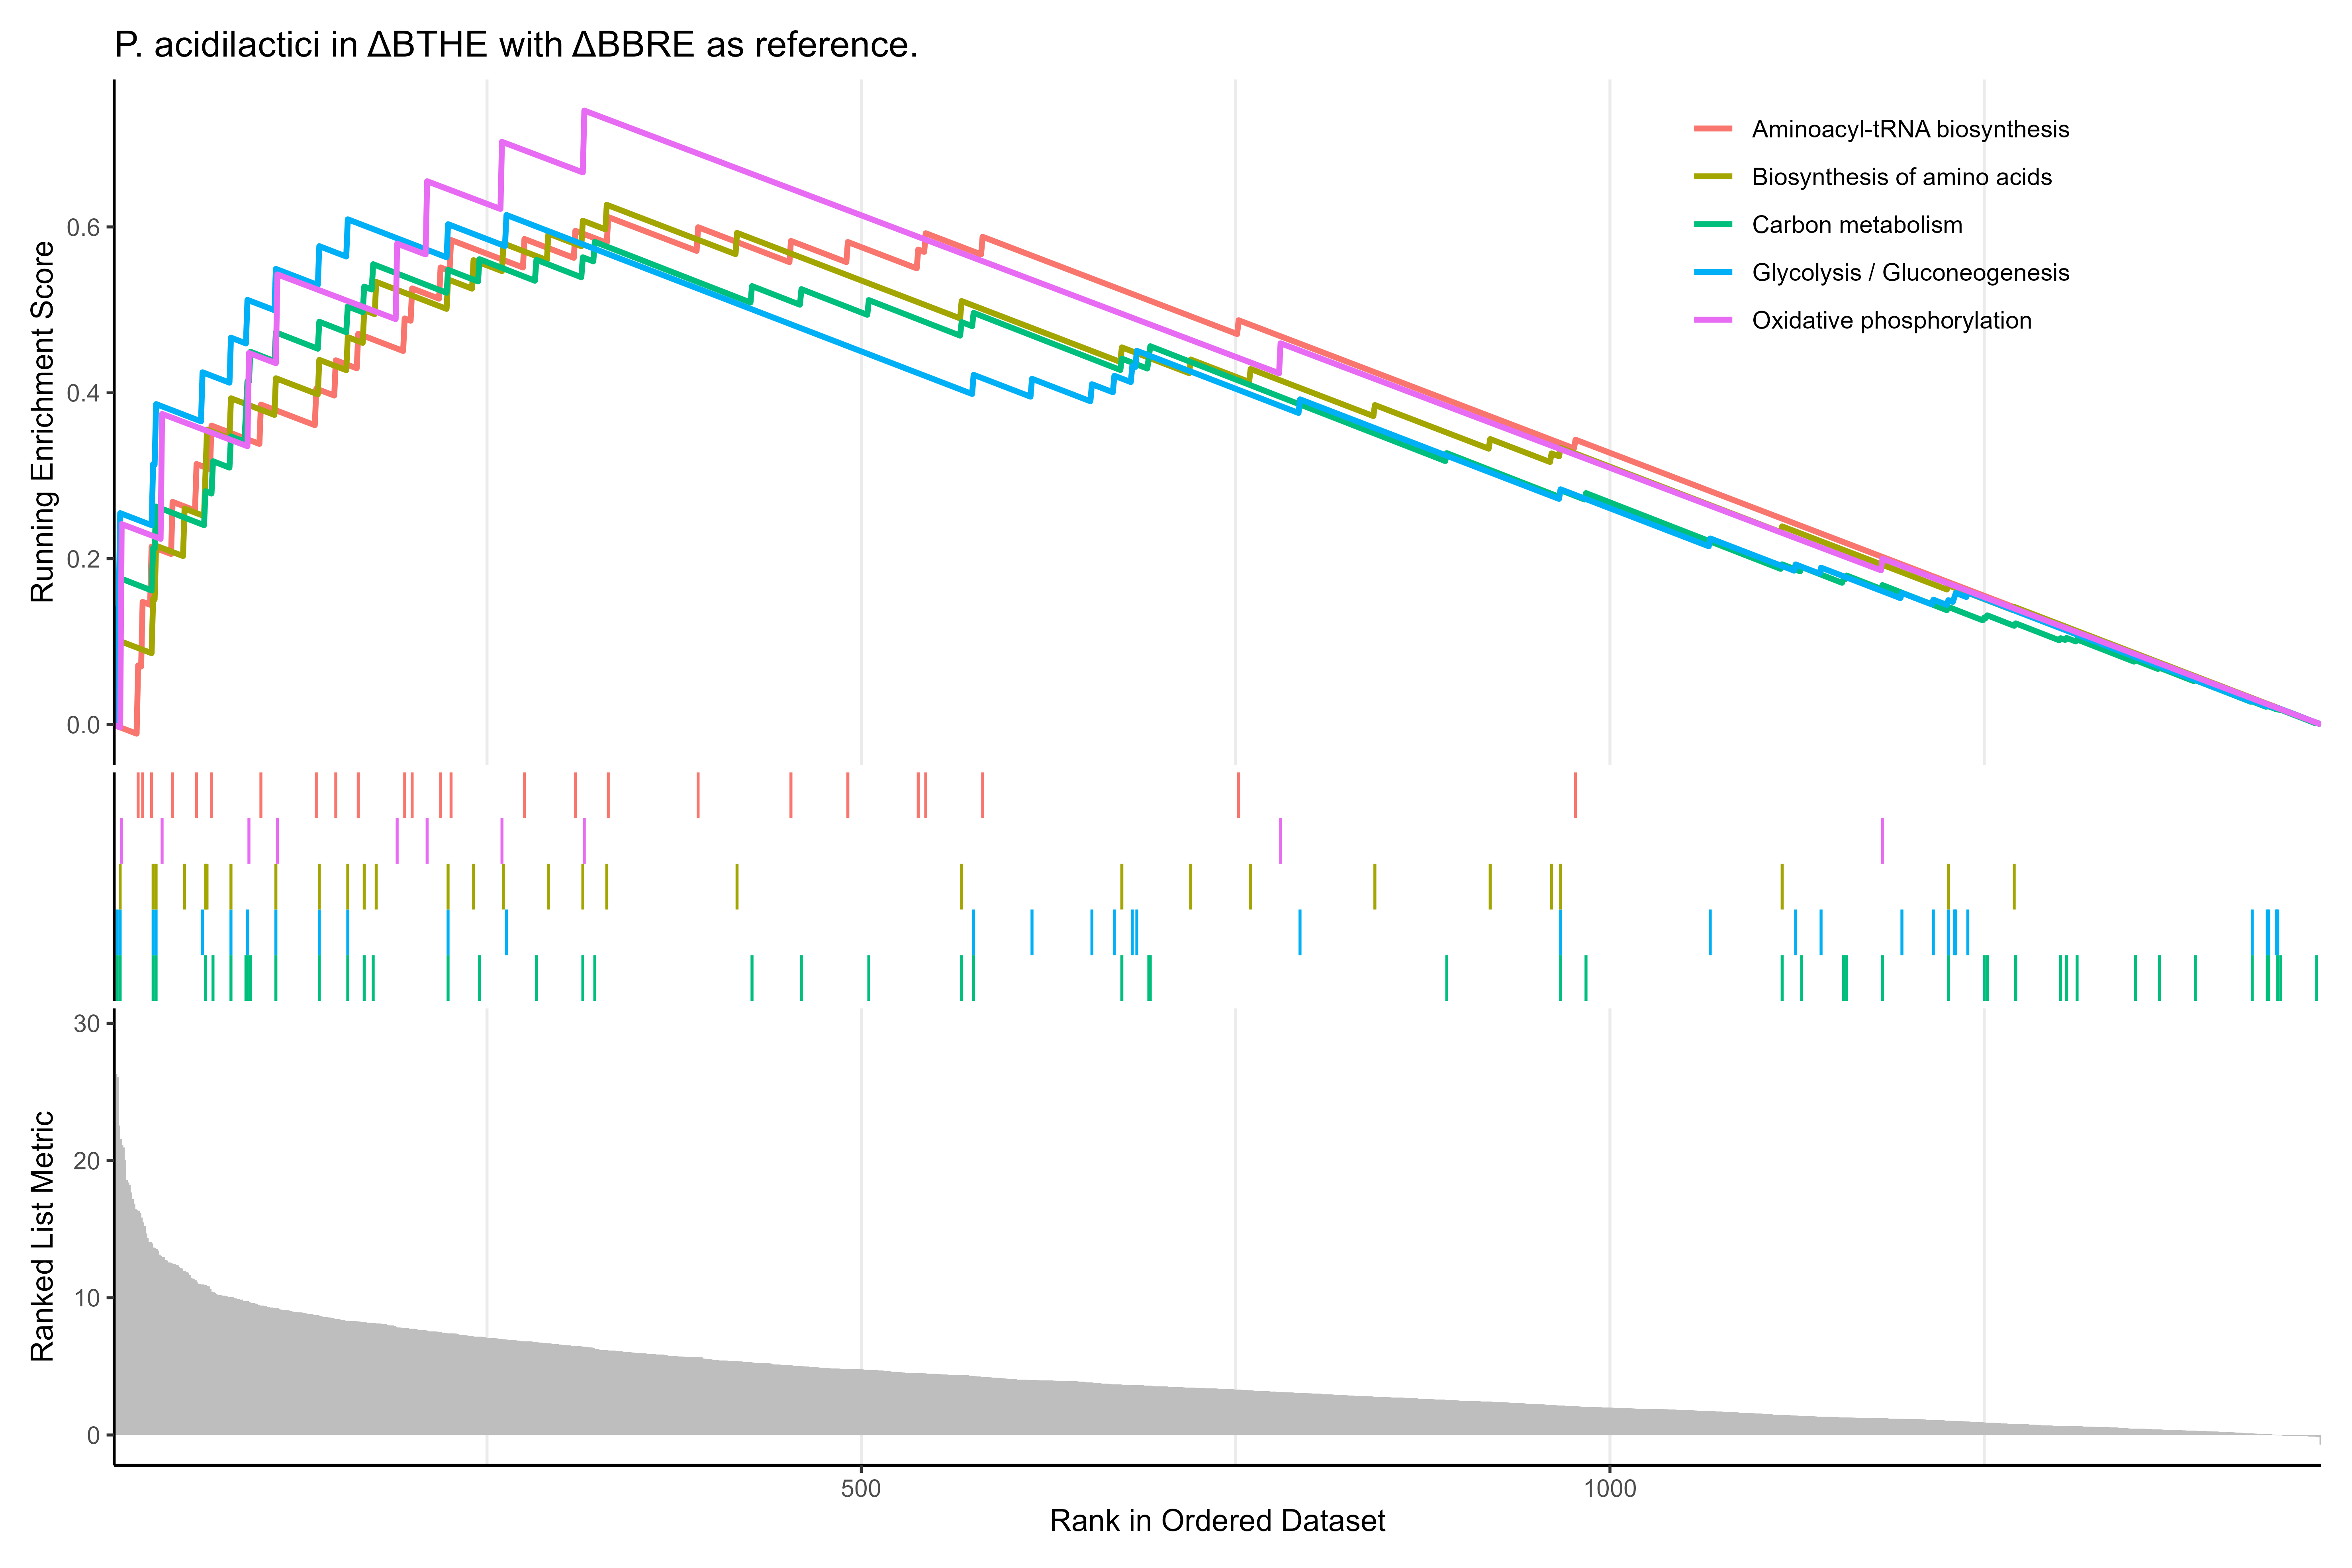 P. acidilactici in ΔBTHE with ΔBBRE as reference.
Running Enrichment Score
0.6
0.4
0.2
0.0
Aminoacyl-tRNA biosynthesis
Biosynthesis of amino acids
Carbon metabolism
Glycolysis / Gluconeogenesis
Oxidative phosphorylation
Ranked List Metric
30
20
10
0
500
1000
Rank in Ordered Dataset